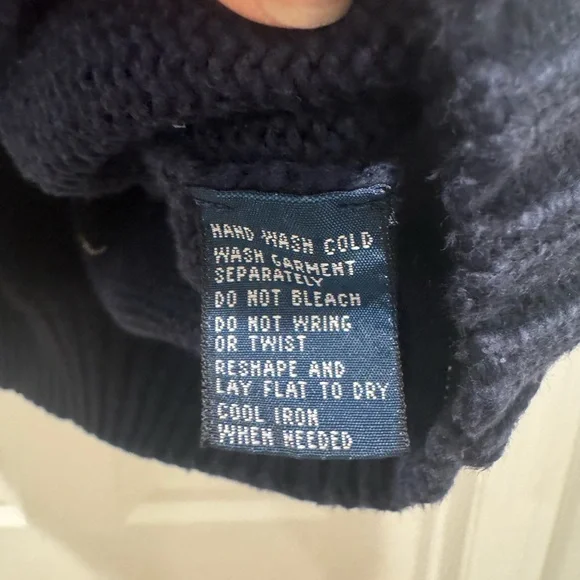 HAND WASH COLD
WASH GARMENT
SEPARATELY
DO NOT BLEACH
DO NOT WRING
OR TWIST
RESHAPE AND
LAY FLAT TO DRY
COOL IRON
WHEN NEEDED